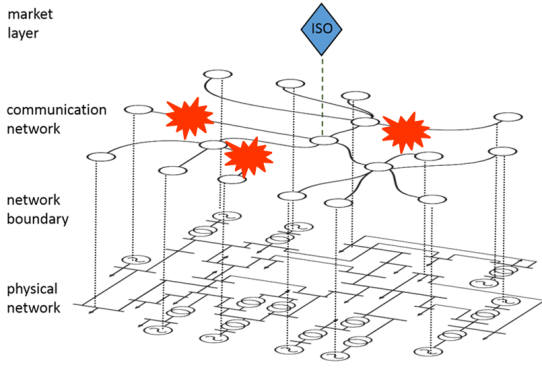 market
layer
ISO
communication
network
network
boundary
physical
network